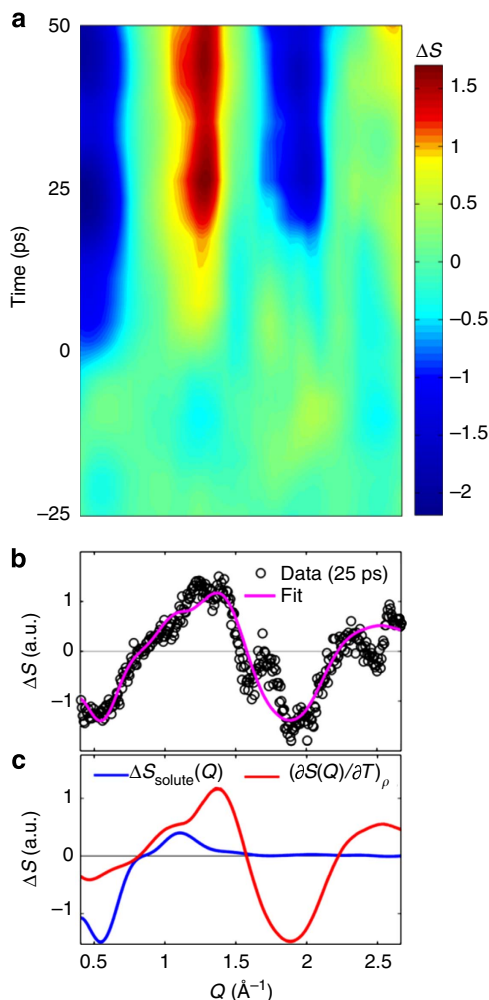 a
ΔS
50
25
0
−25
Time (ps)
1.5
1
0.5
0
−0.5
−1
−1.5
−2
b
Data (25 ps)
Fit
1
0
−1
ΔS (a.u.)
c
ΔSsolute(Q)
(∂S(Q)/∂T)ρ
1
0
−1
ΔS (a.u.)
0.5 1 1.5 2 2.5
Q (Å−1)